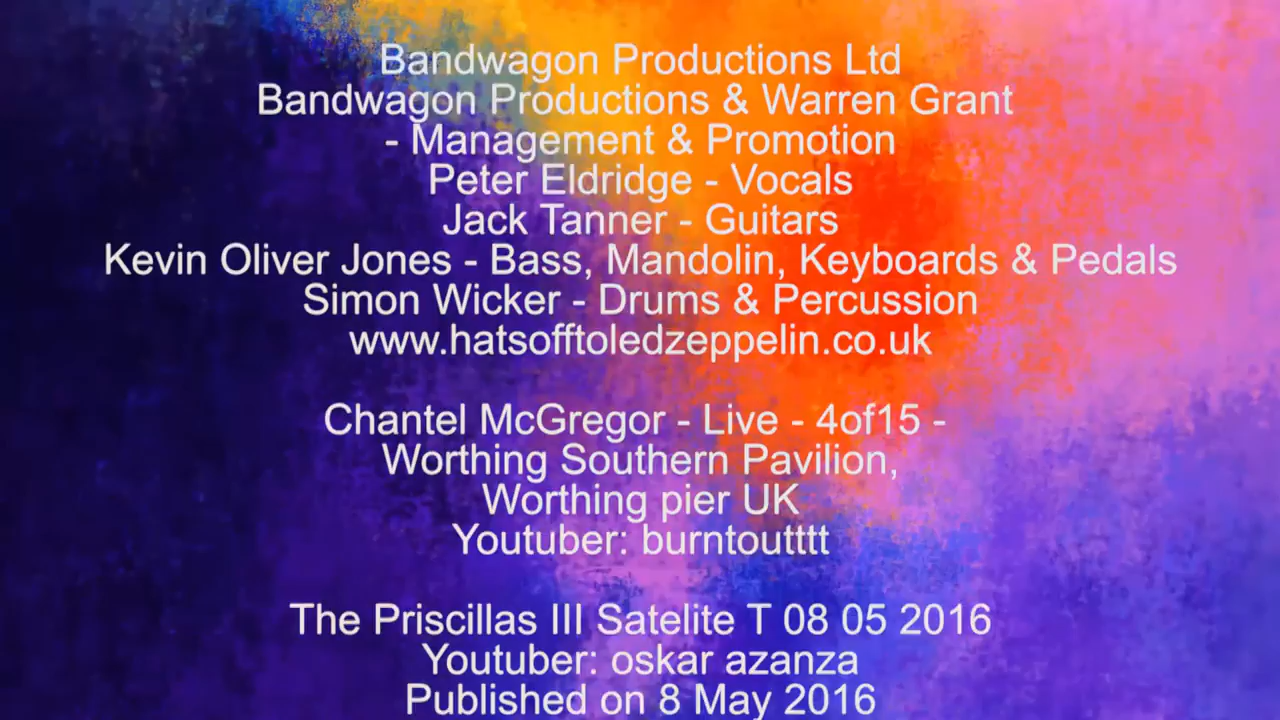 Bandwagon Productions Ltd
Bandwagon Productions & Warren Grant
- Management & Promotion
Peter Eldridge - Vocals
Jack Tanner - Guitars
Kevin Oliver Jones - Bass, Mandolin, Keyboards & Pedals
Simon Wicker - Drums & Percussion
www.hatsofftoledzeppelin.co.uk
Chantel McGregor - Live - 4of15 -
Worthing Southern Pavilion,
Worthing pier UK
Youtuber: burntoutttt
The Priscillas III Satelite T 08 05 2016
Youtuber: oskar azanza
Published on 8 May 2016